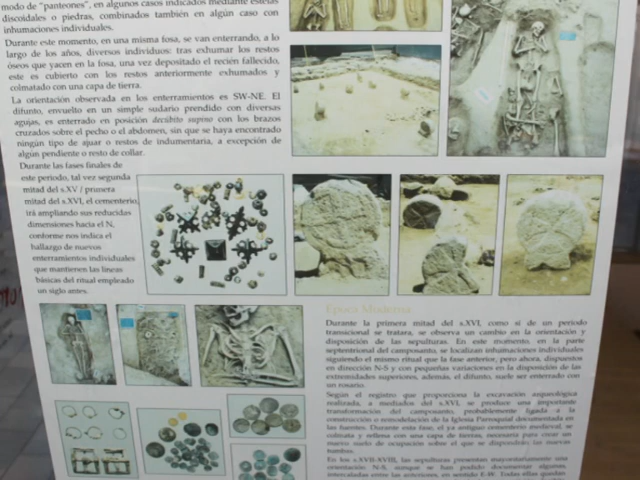 modo de "panteones", en algunos casos indicados mediante estelas
discoidales o piedras, combinados también en algún caso con
inhumaciones individuales.
Durante este momento, en una misma fosa, se van enterrando, a lo
largo de los años, diversos individuos: tras exhumar los restos
óseos que yacen en la fosa, una vez depositado el recién fallecido,
este es cubierto con los restos anteriormente exhumados y
colmatado con una capa de tierra.
La orientación observada en los enterramientos es SW-NE. El
difunto, envuelto en un simple sudario prendido con diversas
agujas, es enterrado en posición decúbito supino con los brazos
cruzados sobre el pecho o el abdomen, sin que se haya encontrado
ningún tipo de ajuar o restos de indumentaria, a excepción de
algún pendiente o resto de collar.
Durante las fases finales de
este periodo, tal vez segunda
mitad del s.XV / primera
mitad del s.XVI, el cementerio,
irá ampliando sus reducidas
dimensiones hacia el N,
conforme nos indica el
hallazgo de nuevos
enterramientos individuales
que mantienen las líneas
básicas del ritual empleado
un siglo antes.
Epoca Moderna
Durante la primera mitad del s.XVI, como si de un periodo
transicional se tratara, se observa un cambio en la orientación y
disposición de las sepulturas. En este momento, en la parte
septentrional del camposanto, se localizan inhumaciones individuales
siguiendo el mismo ritual que la fase anterior, pero ahora, dispuestos
en dirección N-S y con pequeñas variaciones en la disposición de las
extremidades superiores, además, el difunto, suele ser enterrado con
un rosario.
Según el registro que proporciona la excavación arqueológica
realizada, a mediados del s.XVI, se produce una importante
transformación del camposanto, probablemente ligada a la
construcción o remodelación de la Iglesia Parroquial documentada en
las fuentes. Durante esta fase, el ya antiguo cementerio medieval, se
colmata y rellena con una capa de tierra, necesaria para crear un
nuevo suelo de ocupación sobre el que se dispondrán las nuevas
tumbas.
En los s.XVII-XVIII, las sepulturas presentan mayoritariamente una
orientación N-S, aunque se han podido documentar algunas,
intercaladas entre las anteriores, en sentido E-W. Todas ellas